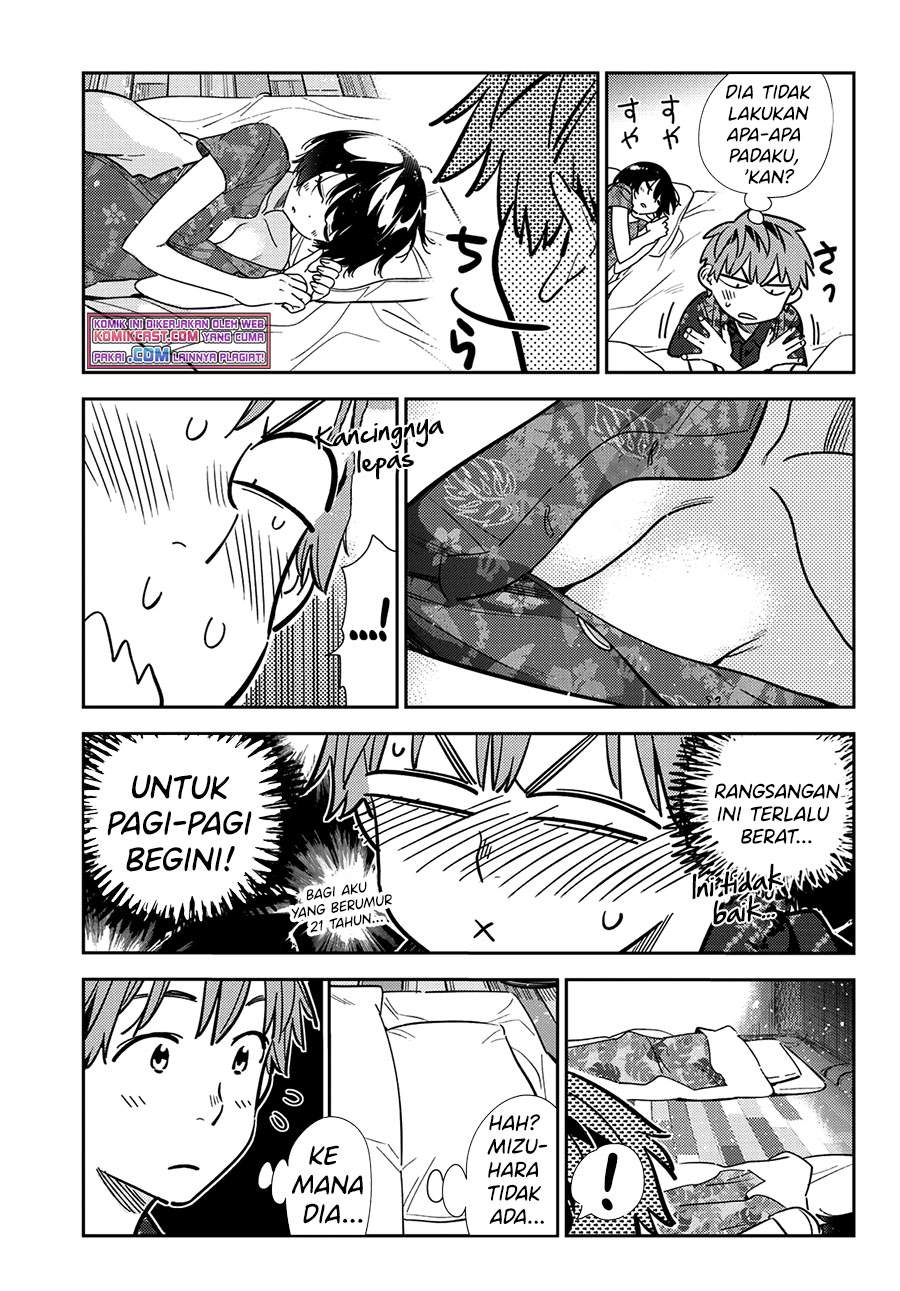 DIA TIDAK
LAKUKAN
APA-APA
PADAKU,
'KAN?
すや
すや
さっ
ちら
KOMIK INI DIKERJAKAN OLEH WEB
KOMIKCAST.COM YANG CUMA
PAKAI .COM LAINNYA PLAGIAT!
Kancingnya
lepas
....!
RANGSANGAN
INI TERLALU
BERAT...
Ini tidak
baik...
UNTUK
PAGI-PAGI
BEGINI!
BAGI AKU
YANG BERUMUR
21 TAHUN...
!
HAH?
MIZU-
HARA
TIDAK
ADA...
KE
MANA
DIA...